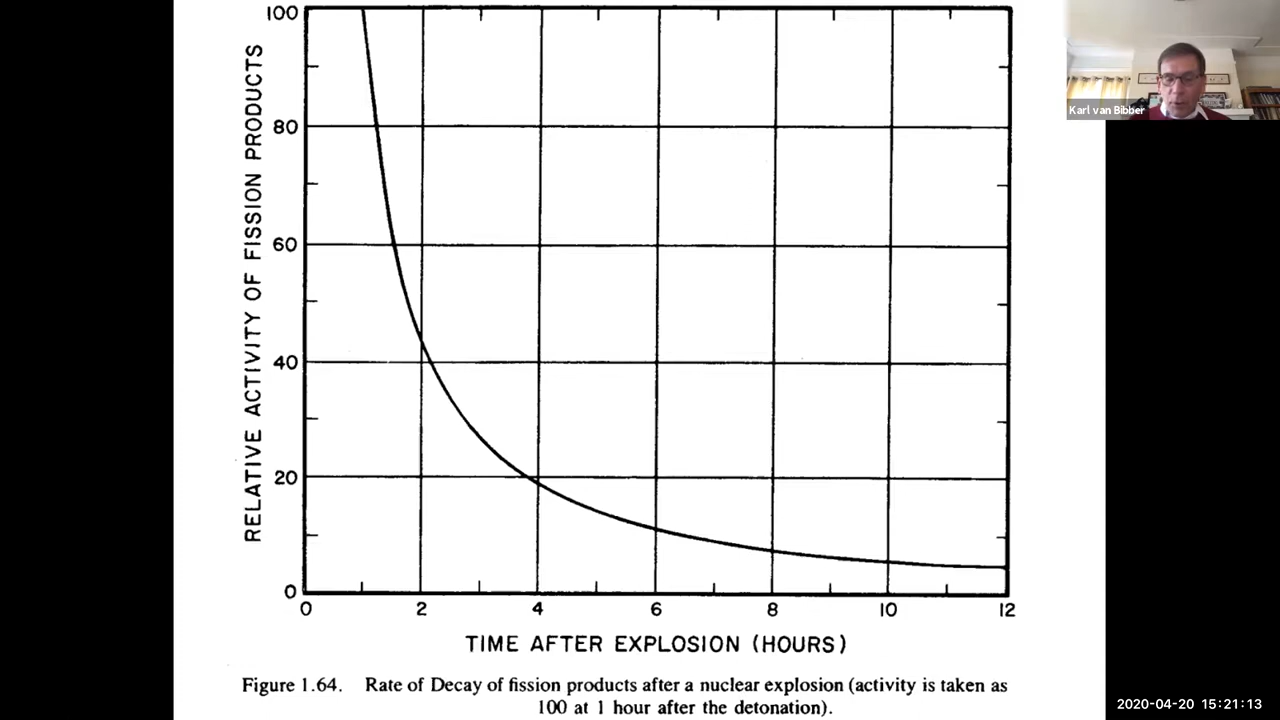 100
80
60
40
20
0
RELATIVE ACTIVITY OF FISSION PRODUCTS
0 2 4 6 8 10 12
TIME AFTER EXPLOSION (HOURS)
Figure 1.64. Rate of Decay of fission products after a nuclear explosion (activity is taken as
100 at 1 hour after the detonation).
Karl van Bibber
2020-04-20 15:21:13